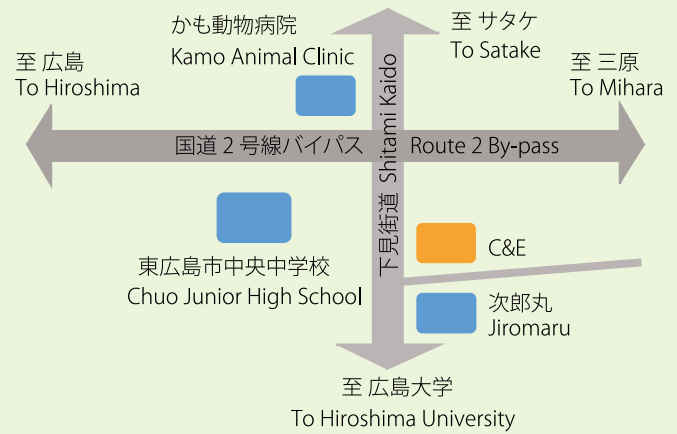 かも動物病院
Kamo Animal Clinic
至 サタケ
To Satake
至 広島
To Hiroshima
至 三原
To Mihara
国道2号線バイパス
Route 2 By-pass
下見街道 Shitami Kaido
C&E
東広島市中央中学校
Chuo Junior High School
次郎丸
Jiromaru
至 広島大学
To Hiroshima University